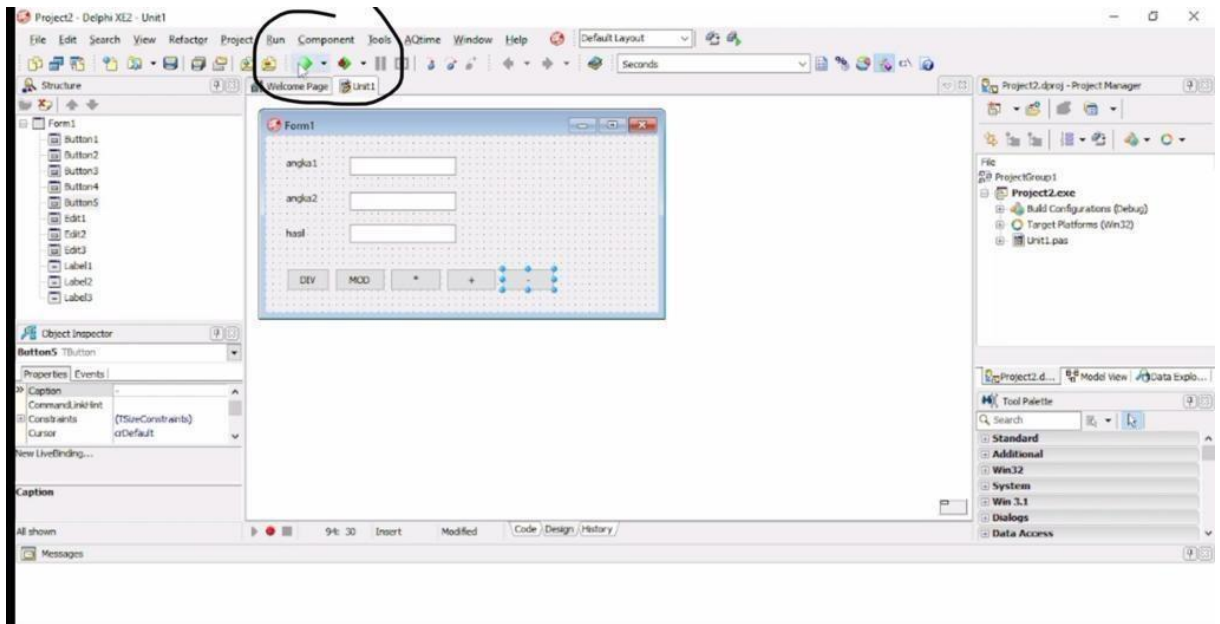 Project2 - Delphi XE2 - Unit1
File Edit Search View Refactor Project Run Component Tools AQtime Window Help Default Layout
Seconds
Structure
Welcome Page Unit1
Project2.dproj - Project Manager
Form1
Button1
Button2
Button3
Button4
Button5
Edit1
Edit2
Edit3
Label1
Label2
Label3
Form1
angka1
angka2
hasil
DIV MOD * + -
File
ProjectGroup1
Project2.exe
Build Configurations (Debug)
Target Platforms (Win32)
Unit1.pas
Object Inspector
Button5 TButton
Properties Events
Caption -
CommandLinkHint
Constraints (TSizeConstraints)
Cursor crDefault
New LiveBinding...
Caption
All shown
94: 30 Insert Modified Code Design History
Project2.d... Model View Data Explo...
Tool Palette
Search
Standard
Additional
Win32
System
Win 3.1
Dialogs
Data Access
Messages